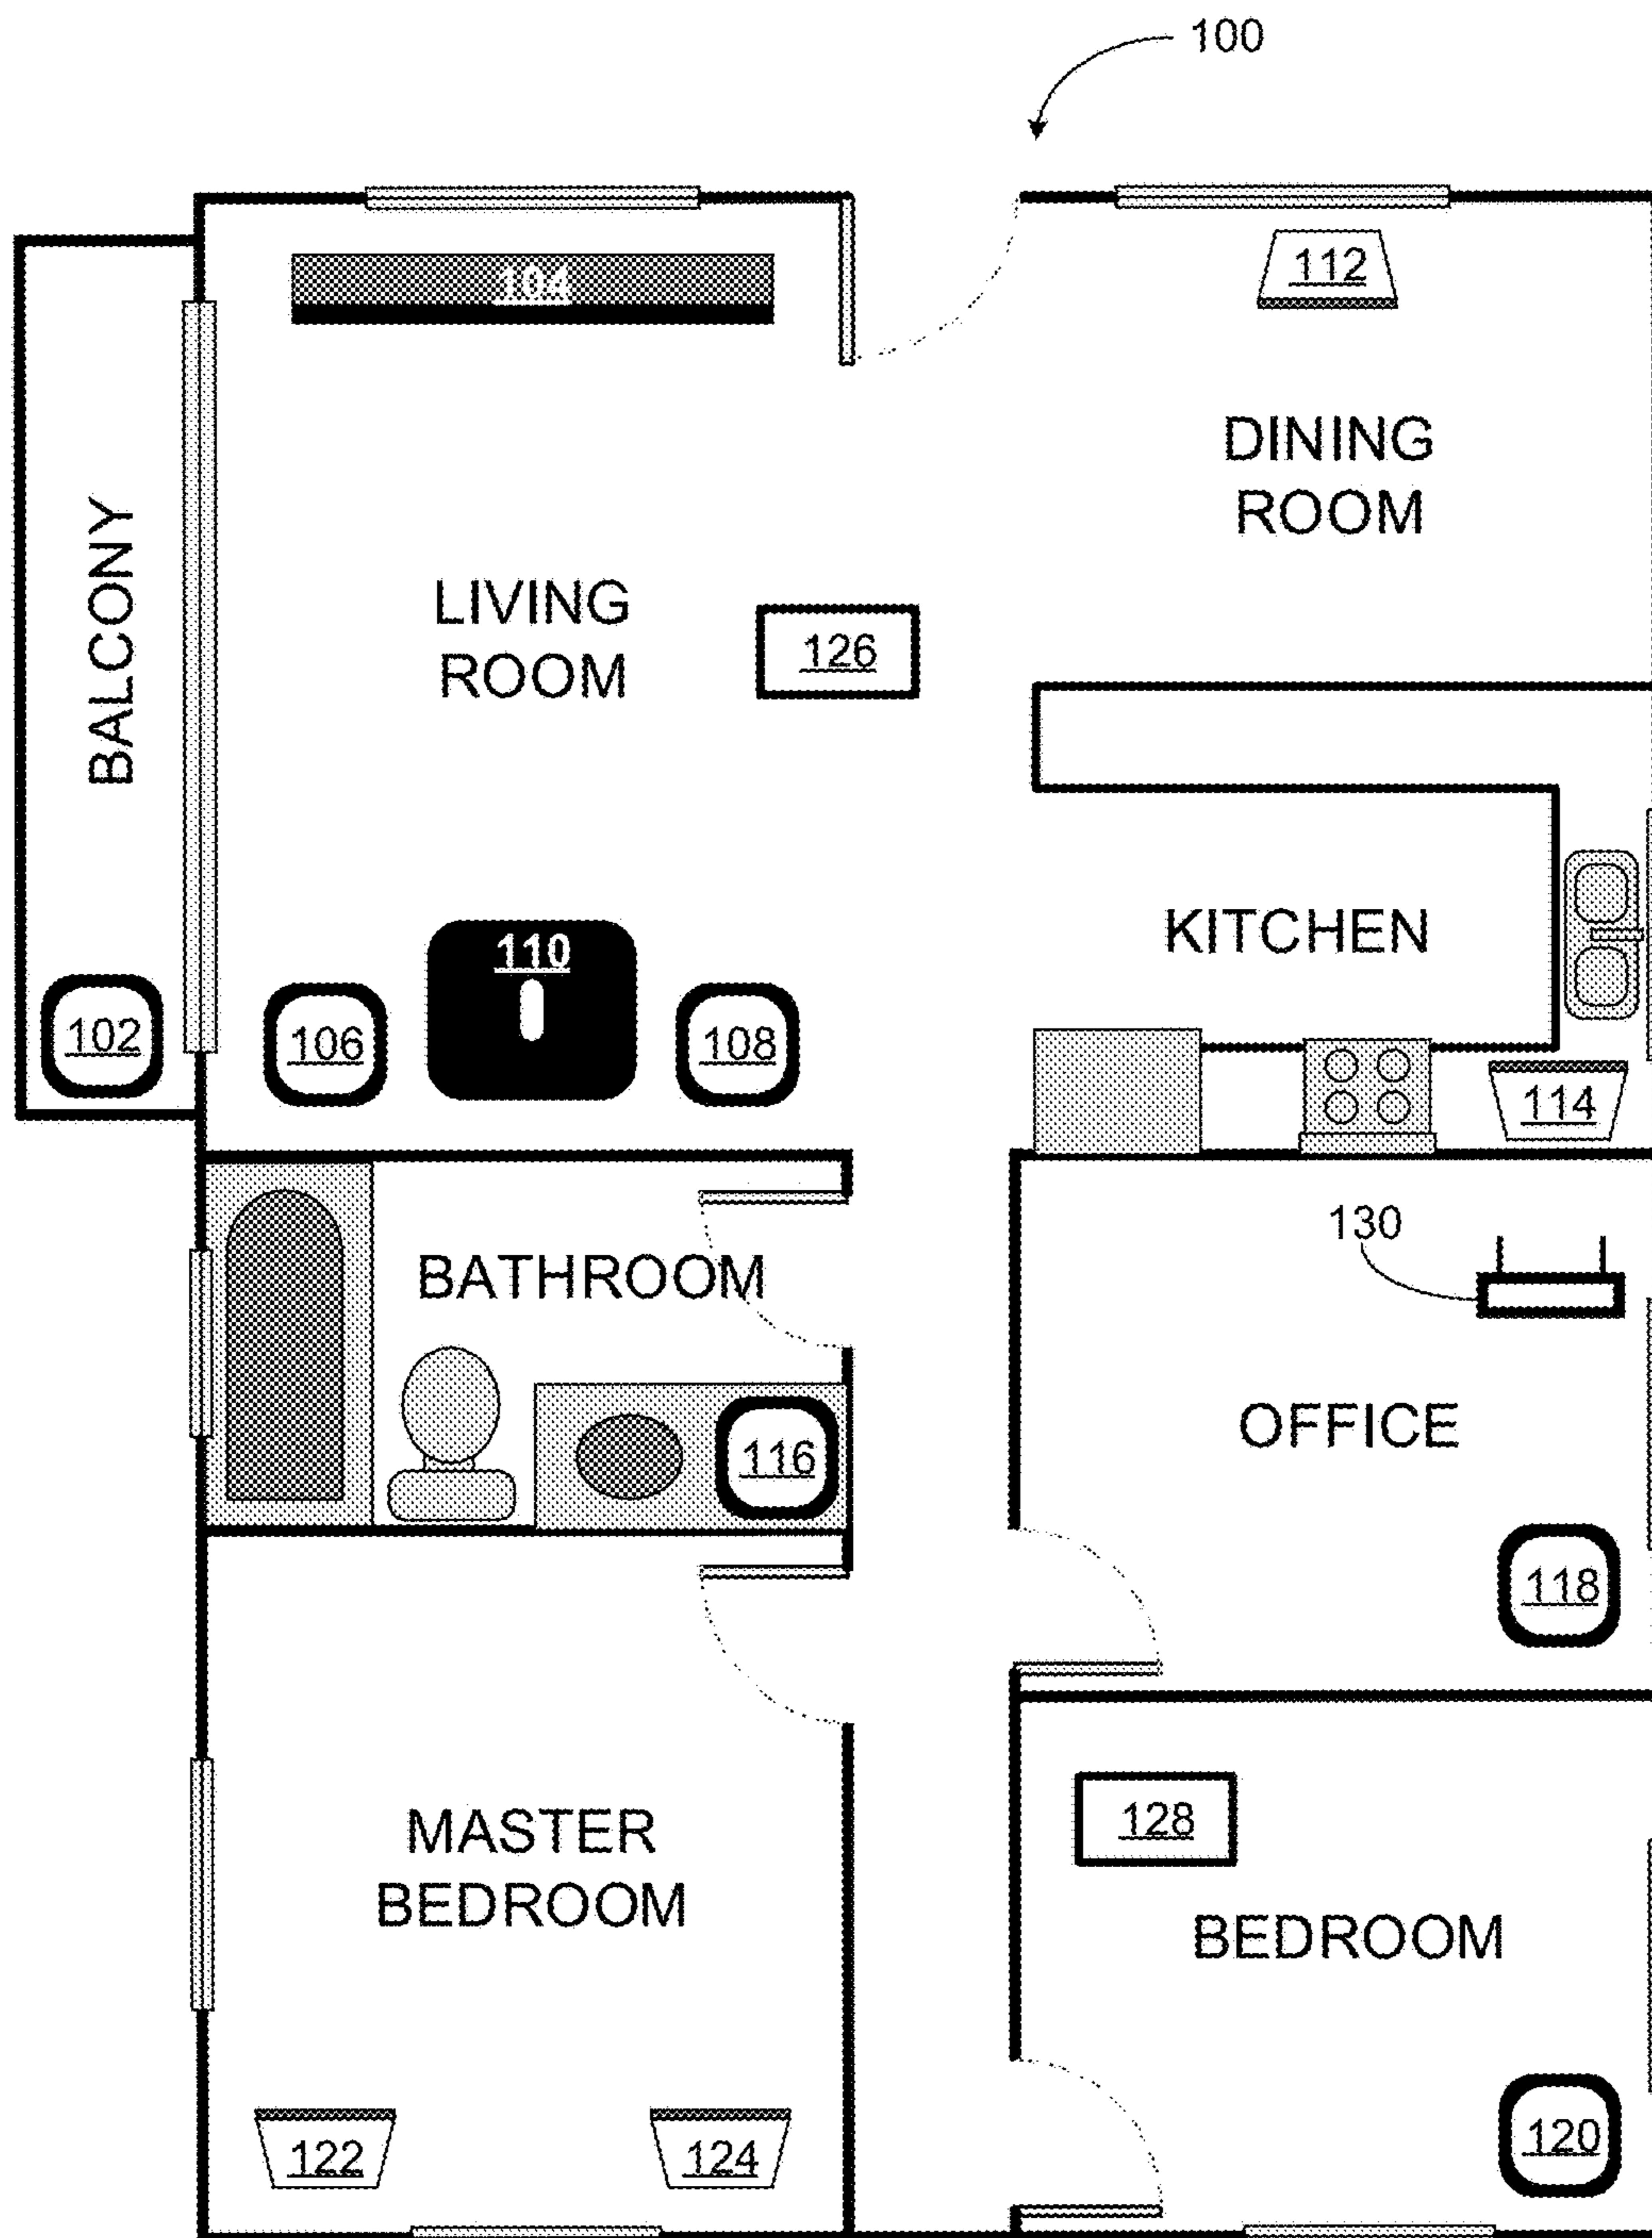 100
104
112
DINING
ROOM
BALCONY
LIVING
ROOM
126
KITCHEN
110
102
106
108
114
130
BATHROOM
OFFICE
116
118
128
MASTER
BEDROOM
BEDROOM
122
124
120